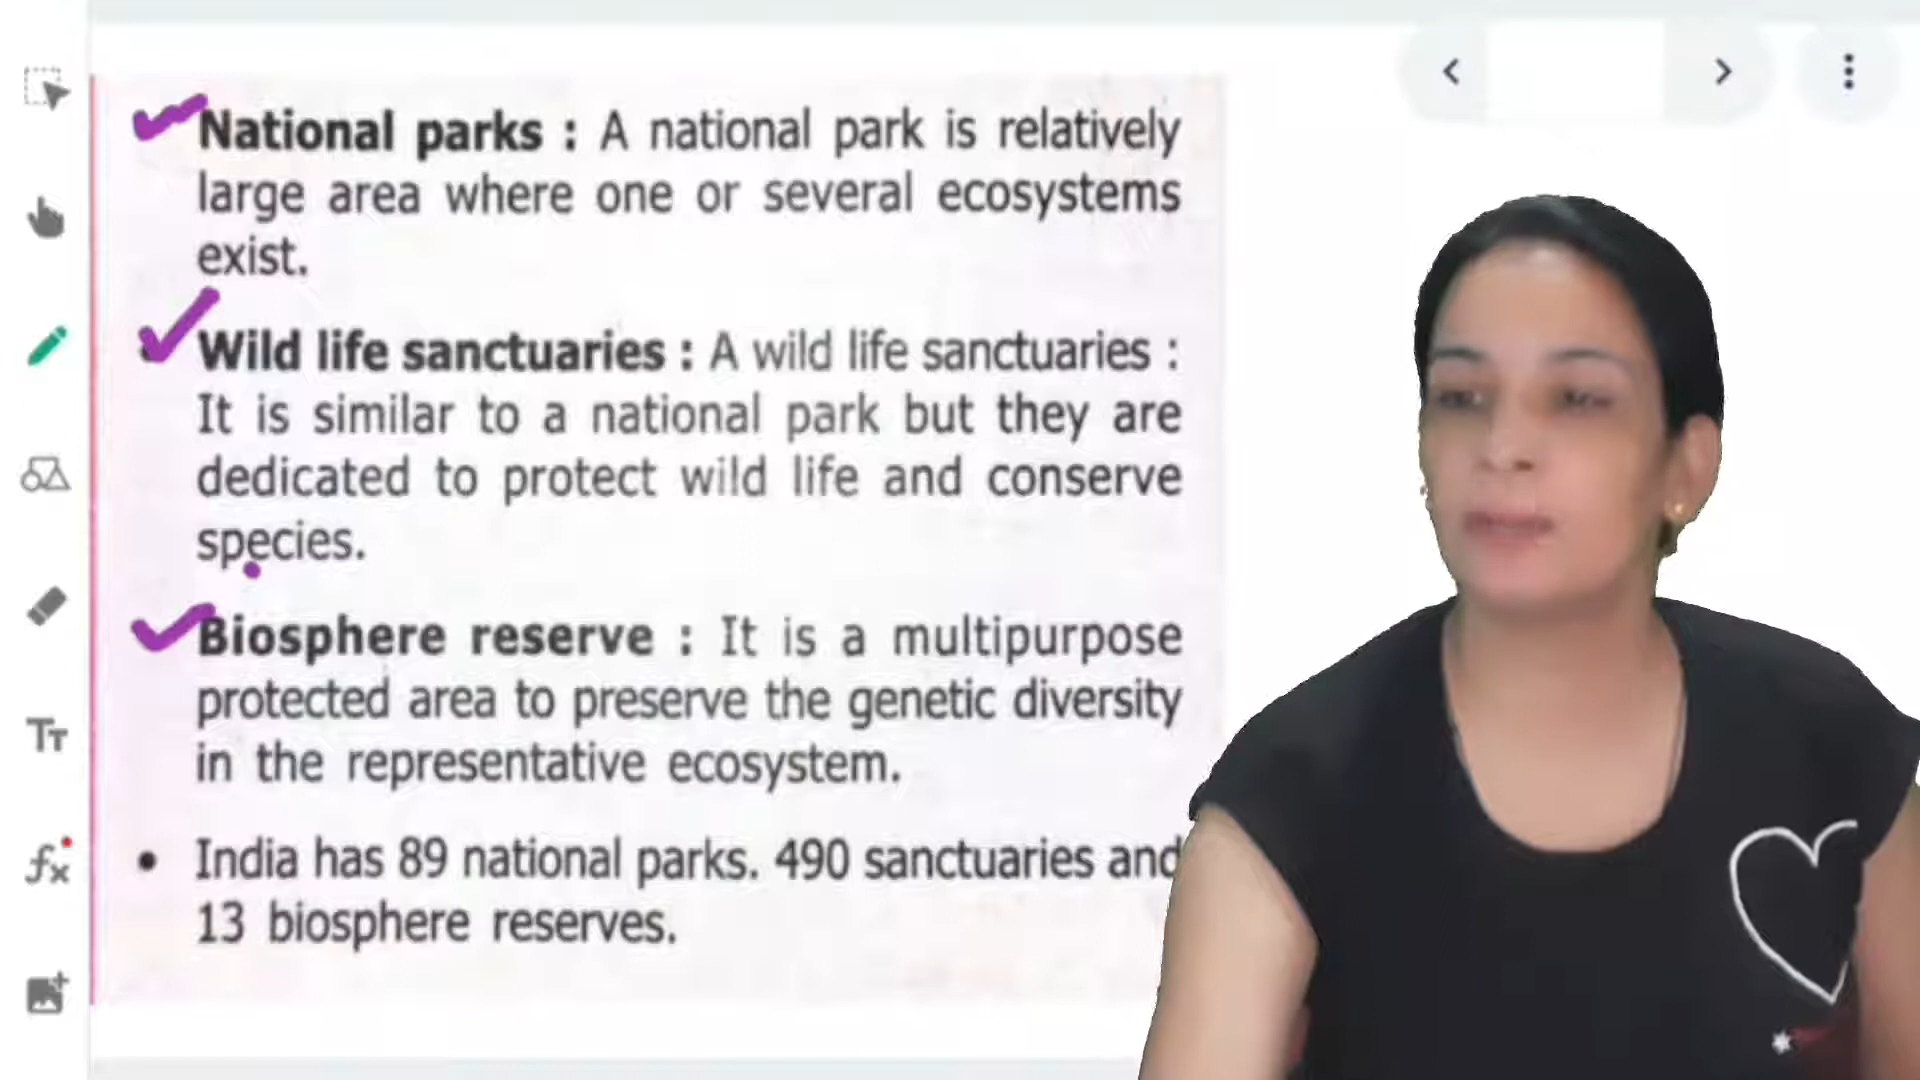 National parks : A national park is relatively
large area where one or several ecosystems
exist.
Wild life sanctuaries : A wild life sanctuaries :
It is similar to a national park but they are
dedicated to protect wild life and conserve
species.
Biosphere reserve : It is a multipurpose
protected area to preserve the genetic diversity
in the representative ecosystem.
• India has 89 national parks. 490 sanctuaries and
13 biosphere reserves.
Tт
fx